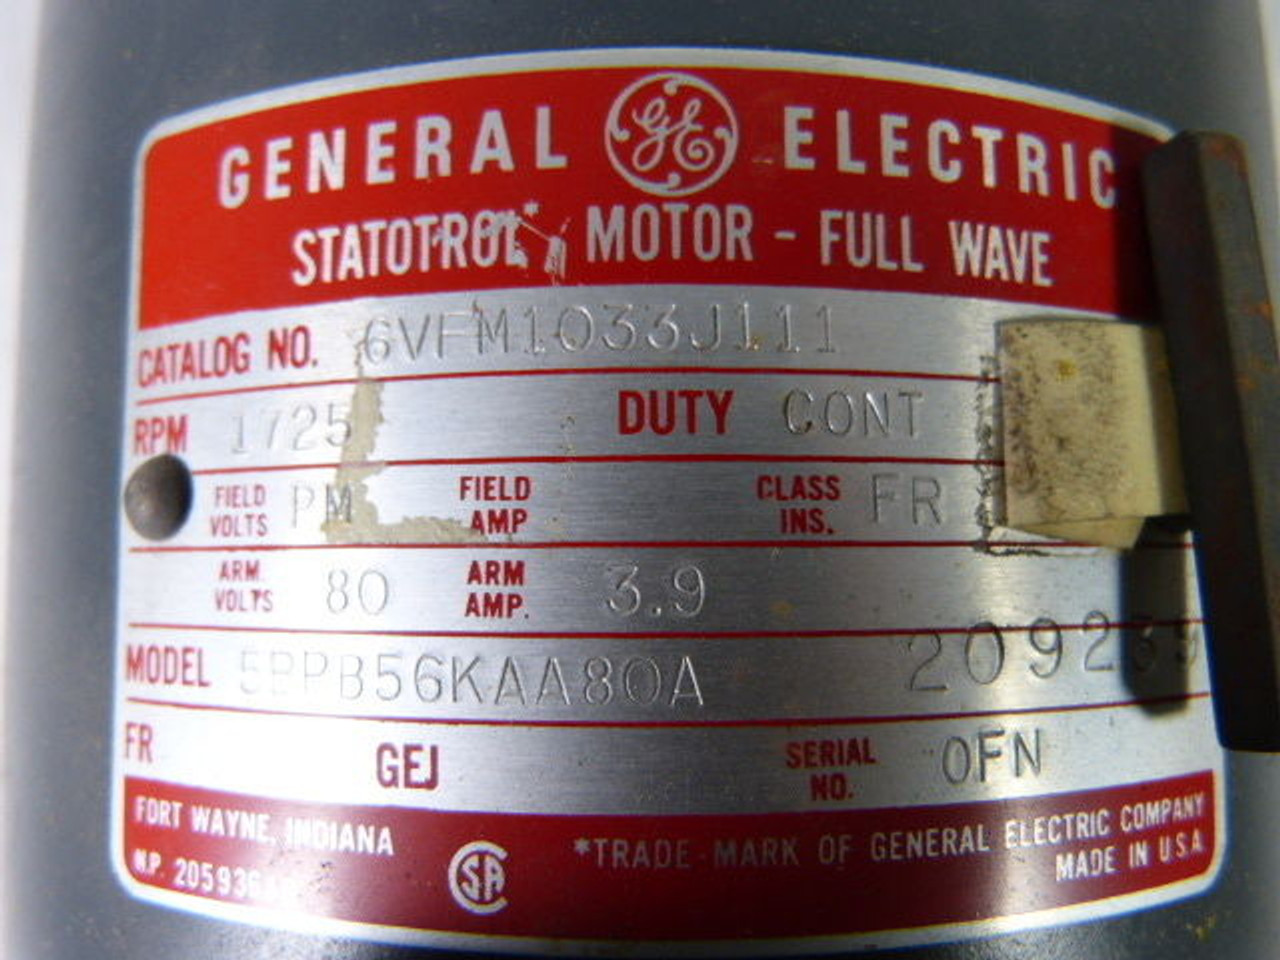 GENERAL GE ELECTRIC
STATOTROL* MOTOR - FULL WAVE
CATALOG NO. 6VFM1033J111
RPM 1725 DUTY CONT
FIELD VOLTS PM FIELD AMP CLASS INS. FR
ARM. VOLTS 80 ARM AMP. 3.9
MODEL 5BPB56KAA80A
FR GEJ SERIAL NO. OFN
FORT WAYNE, INDIANA *TRADE-MARK OF GENERAL ELECTRIC COMPANY
N.P. SA MADE IN U.S.A.